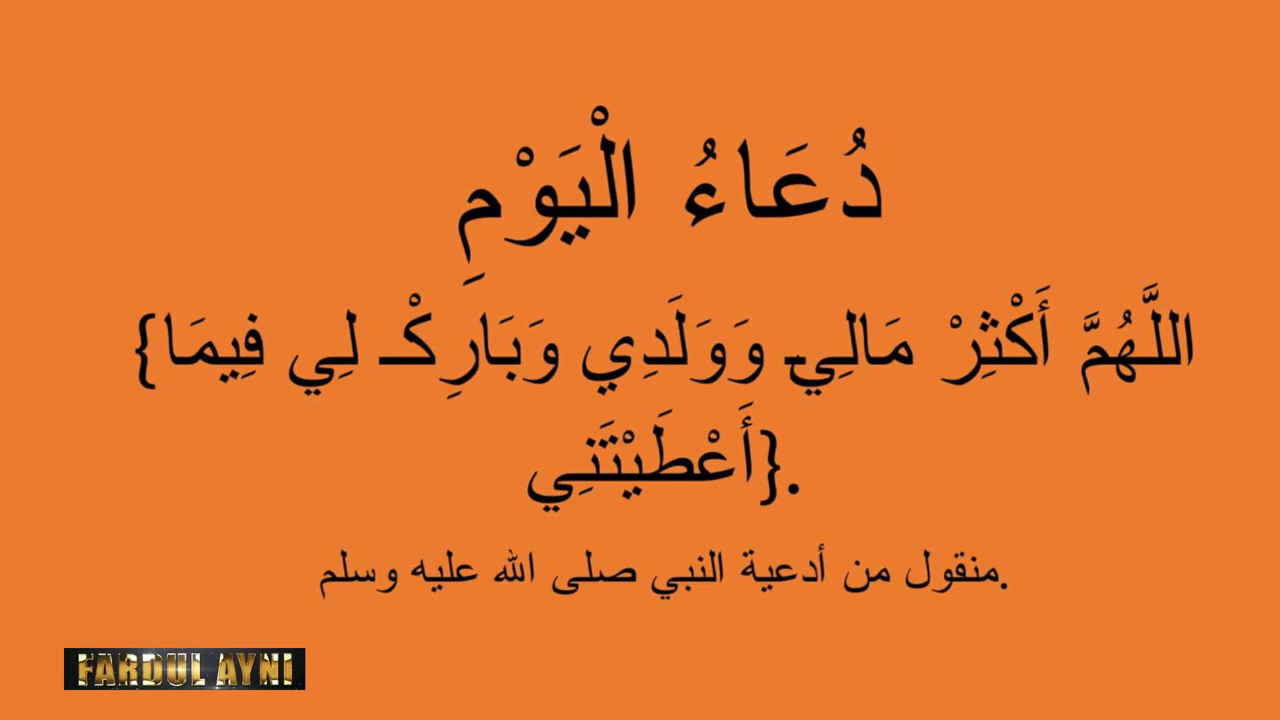 دُعَاءُ الْيَوْمِ
اللَّهُمَّ أَكْثِرْ مَالِي وَوَلَدِي وَبَارِكْـ لِي فِيمَا}
أَعْطَيْتَنِي{.
منقول من أدعية النبي صلى الله عليه وسلم.
FARDUL AYNI